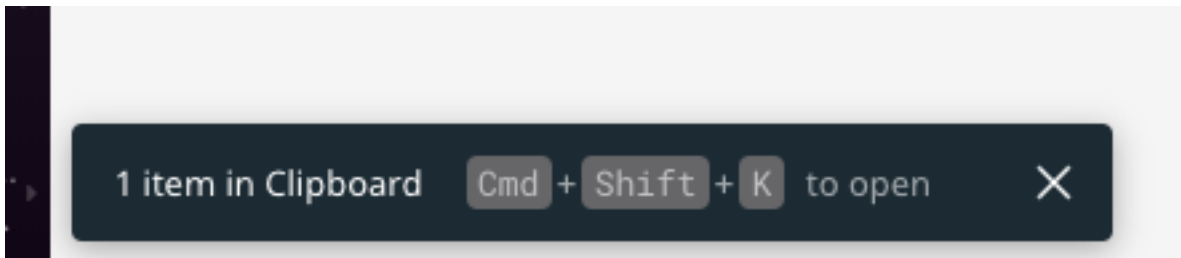 1 item in Clipboard Cmd + Shift + K to open